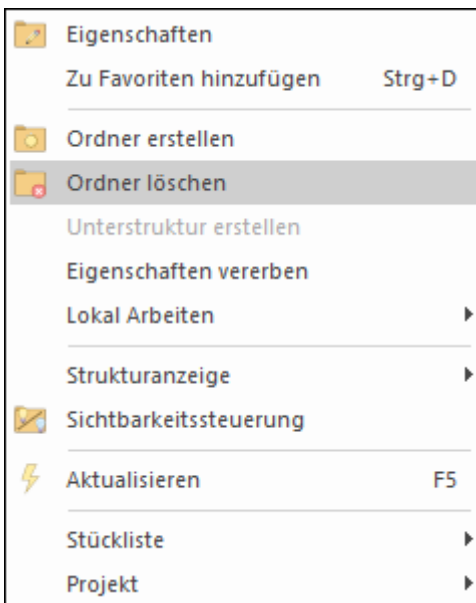 Eigenschaften
Zu Favoriten hinzufügen Strg+D
Ordner erstellen
Ordner löschen
Unterstruktur erstellen
Eigenschaften vererben
Lokal Arbeiten
Strukturanzeige
Sichtbarkeitssteuerung
Aktualisieren F5
Stückliste
Projekt